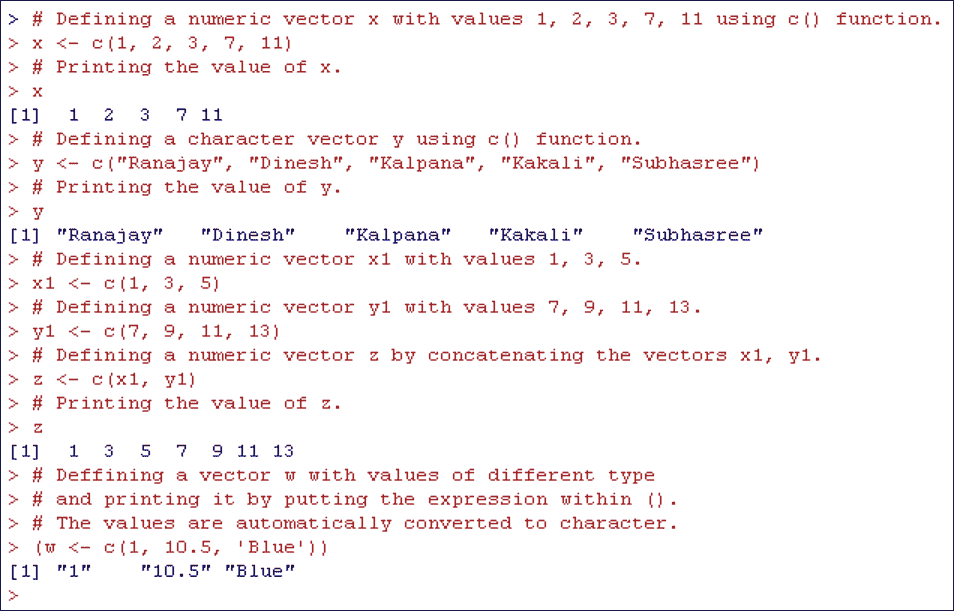 > # Defining a numeric vector x with values 1, 2, 3, 7, 11 using c() function.
> x <- c(1, 2, 3, 7, 11)
> # Printing the value of x.
> x
[1]  1  2  3  7 11
> # Defining a character vector y using c() function.
> y <- c("Ranajay", "Dinesh", "Kalpana", "Kakali", "Subhasree")
> # Printing the value of y.
> y
[1] "Ranajay"   "Dinesh"    "Kalpana"   "Kakali"    "Subhasree"
> # Defining a numeric vector x1 with values 1, 3, 5.
> x1 <- c(1, 3, 5)
> # Defining a numeric vector y1 with values 7, 9, 11, 13.
> y1 <- c(7, 9, 11, 13)
> # Defining a numeric vector z by concatenating the vectors x1, y1.
> z <- c(x1, y1)
> # Printing the value of z.
> z
[1]  1  3  5  7  9 11 13
> # Deffining a vector w with values of different type
> # and printing it by putting the expression within ().
> # The values are automatically converted to character.
> (w <- c(1, 10.5, 'Blue'))
[1] "1"    "10.5" "Blue"
>